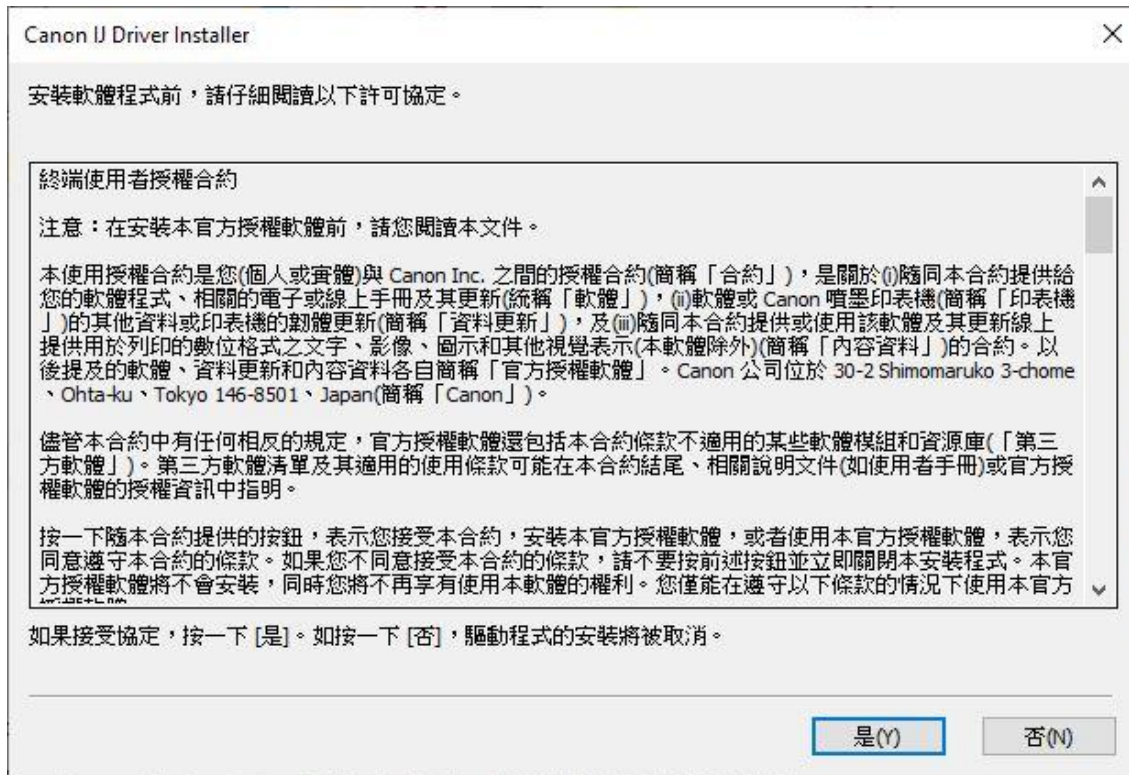 Canon IJ Driver Installer
安裝軟體程式前，請仔細閱讀以下許可協定。
終端使用者授權合約
注意：在安裝本官方授權軟體前，請您閱讀本文件。
本使用授權合約是您(個人或實體)與 Canon Inc. 之間的授權合約(簡稱「合約」)，是關於(i)隨同本合約提供給
您的軟體程式、相關的電子或線上手冊及其更新(統稱「軟體」)，(ii)軟體或 Canon 噴墨印表機(簡稱「印表機
」)的其他資料或印表機的韌體更新(簡稱「資料更新」)，及(iii)隨同本合約提供或使用該軟體及其更新線上
提供用於列印的數位格式之文字、影像、圖示和其他視覺表示(本軟體除外)(簡稱「內容資料」)的合約。以
後提及的軟體、資料更新和內容資料各自簡稱「官方授權軟體」。Canon 公司位於 30-2 Shimomaruko 3-chome
、Ohta-ku、Tokyo 146-8501、Japan(簡稱「Canon」)。
儘管本合約中有任何相反的規定，官方授權軟體還包括本合約條款不適用的某些軟體模組和資源庫(「第三
方軟體」)。第三方軟體清單及其適用的使用條款可能在本合約結尾、相關說明文件(如使用者手冊)或官方授
權軟體的授權資訊中指明。
按一下隨本合約提供的按鈕，表示您接受本合約，安裝本官方授權軟體，或者使用本官方授權軟體，表示您
同意遵守本合約的條款。如果您不同意接受本合約的條款，請不要按前述按鈕並立即關閉本安裝程式。本官
方授權軟體將不會安裝，同時您將不再享有使用本軟體的權利。您僅能在遵守以下條款的情況下使用本官方
如果接受協定，按一下 [是]。如按一下 [否]，驅動程式的安裝將被取消。
是(Y)
否(N)